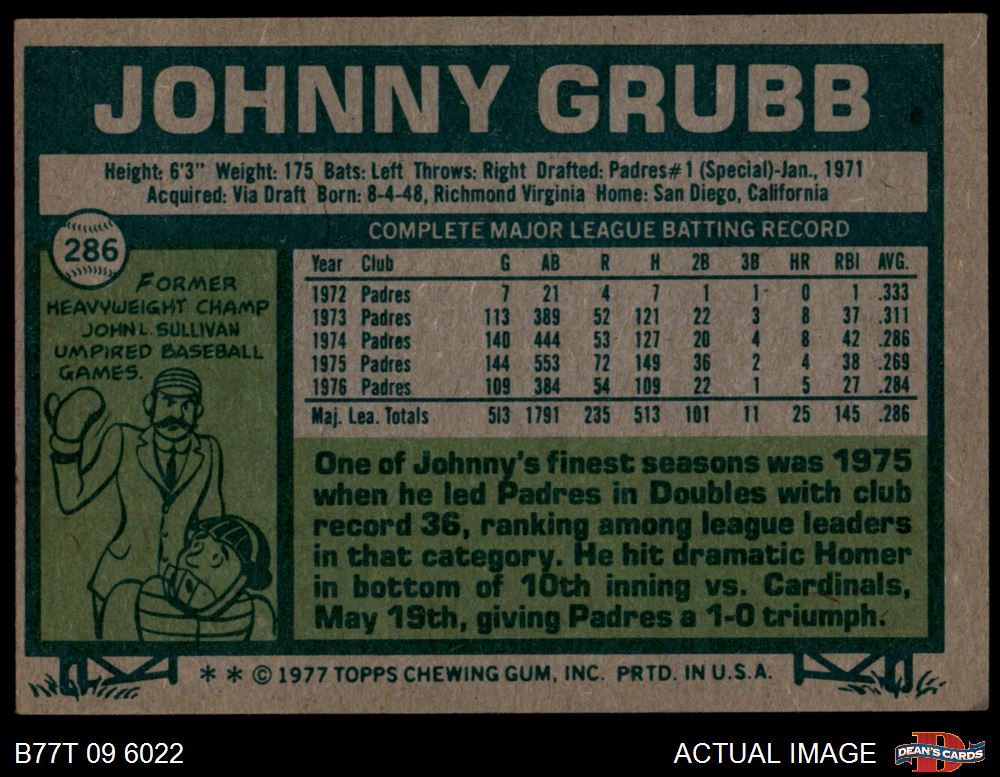 JOHNNY GRUBB
Height: 6'3" Weight: 175 Bats: Left Throws: Right Drafted: Padres#1 (Special)-Jan., 1971
Acquired: Via Draft Born: 8-4-48, Richmond Virginia Home: San Diego, California
286
FORMER
HEAVYWEIGHT CHAMP
JOHN L. SULLIVAN
UMPIRED BASEBALL
GAMES.
COMPLETE MAJOR LEAGUE BATTING RECORD
Year Club G AB R H 2B 3B HR RBI AVG.
1972 Padres 7 21 4 7 1 1 0 1 .333
1973 Padres 113 389 52 121 22 3 8 37 .311
1974 Padres 140 444 53 127 20 4 8 42 .286
1975 Padres 144 553 72 149 36 2 4 38 .269
1976 Padres 109 384 54 109 22 1 5 27 .284
Maj. Lea. Totals 513 1791 235 513 101 11 25 145 .286
One of Johnny's finest seasons was 1975
when he led Padres in Doubles with club
record 36, ranking among league leaders
in that category. He hit dramatic Homer
in bottom of 10th inning vs. Cardinals,
May 19th, giving Padres a 1-0 triumph.
* * © 1977 TOPPS CHEWING GUM, INC. PRTD. IN U.S.A.
B77T 09 6022
ACTUAL IMAGE
D
DEAN'S CARDS